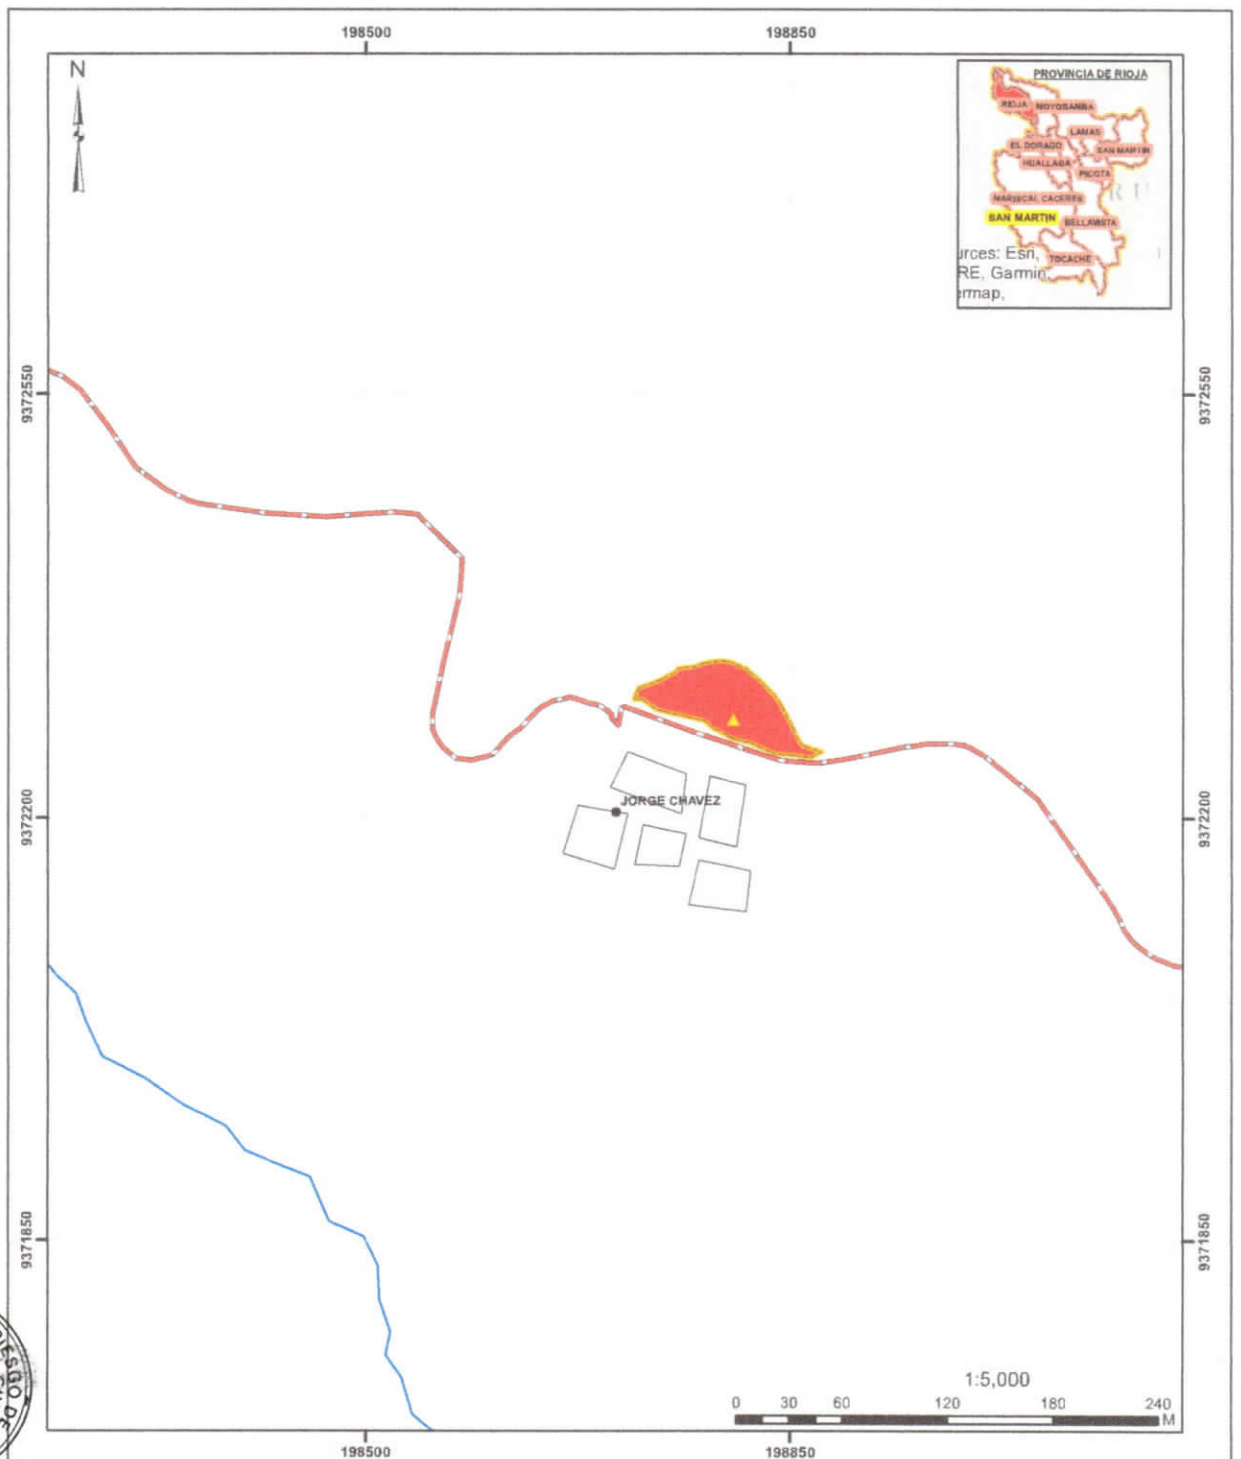 198500 198850
N
PROVINCIA DE RIOJA
RIOJA MOYOBAMBA
LAMAS
EL DORADO SAN MARTIN
HUALLAGA
PICOTA
MARISCAL CACERES R U
SAN MARTIN BELLAVISTA
urces: Esri, TOCACHE
RE, Garmin,
ermap,
9372550 9372550
JORGE CHAVEZ
9372200 9372200
9371850 9371850
RIESGO DE
1:5,000
0 30 60 120 180 240
M
198500 198850